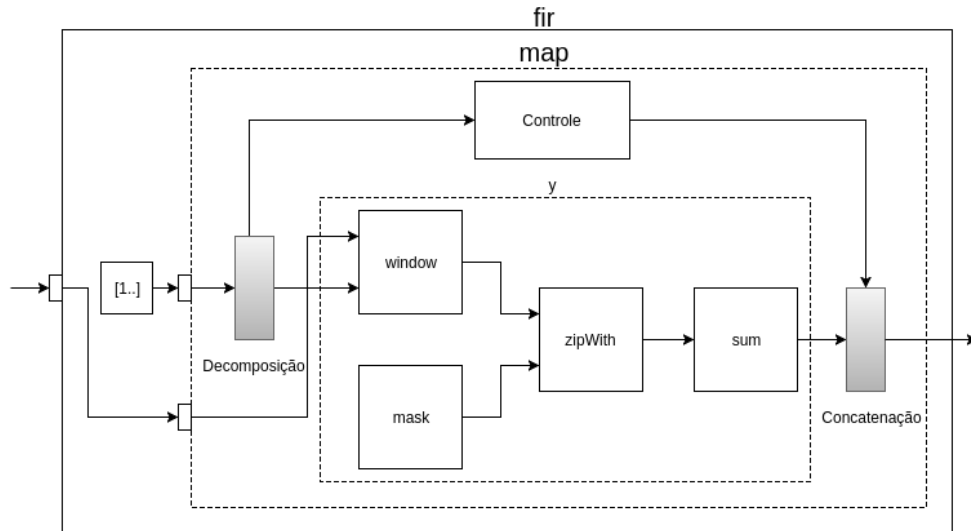 fir
map
Controle
y
window
[1..]
zipWith
sum
Decomposição
mask
Concatenação